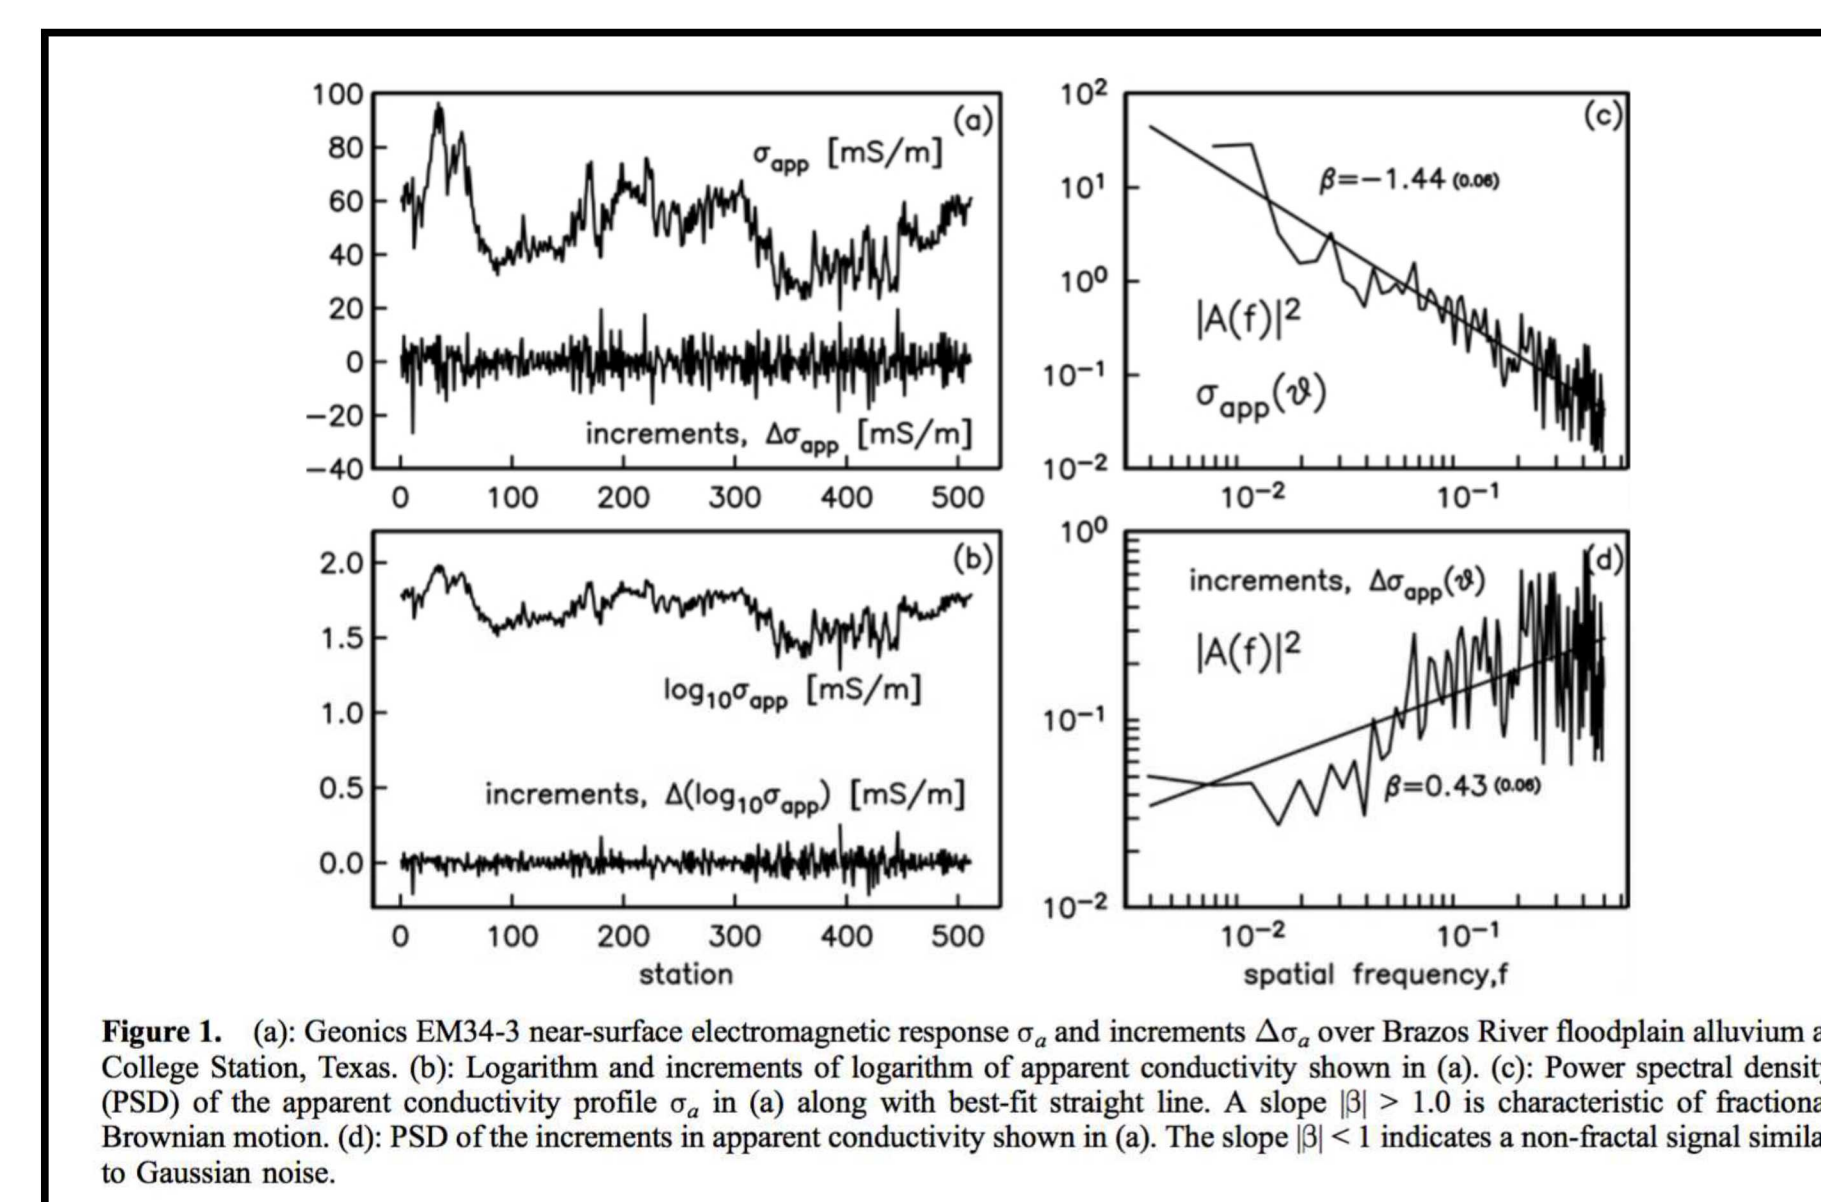 100
80
60
40
20
0
−20
−40
(a)
σapp [mS/m]
increments, Δσapp [mS/m]
0 100 200 300 400 500
10²
10¹
10⁰
10⁻¹
10⁻²
(c)
β=−1.44 (0.06)
|A(f)|²
σapp(ϑ)
10⁻² 10⁻¹
2.0
1.5
1.0
0.5
0.0
(b)
log₁₀σapp [mS/m]
increments, Δ(log₁₀σapp) [mS/m]
0 100 200 300 400 500
station
10⁰
10⁻¹
10⁻²
(d)
increments, Δσapp(ϑ)
|A(f)|²
β=0.43 (0.06)
10⁻² 10⁻¹
spatial frequency,f
Figure 1. (a): Geonics EM34-3 near-surface electromagnetic response σa and increments Δσa over Brazos River floodplain alluvium a
College Station, Texas. (b): Logarithm and increments of logarithm of apparent conductivity shown in (a). (c): Power spectral densit
(PSD) of the apparent conductivity profile σa in (a) along with best-fit straight line. A slope |β| > 1.0 is characteristic of fractiona
Brownian motion. (d): PSD of the increments in apparent conductivity shown in (a). The slope |β| < 1 indicates a non-fractal signal simila
to Gaussian noise.